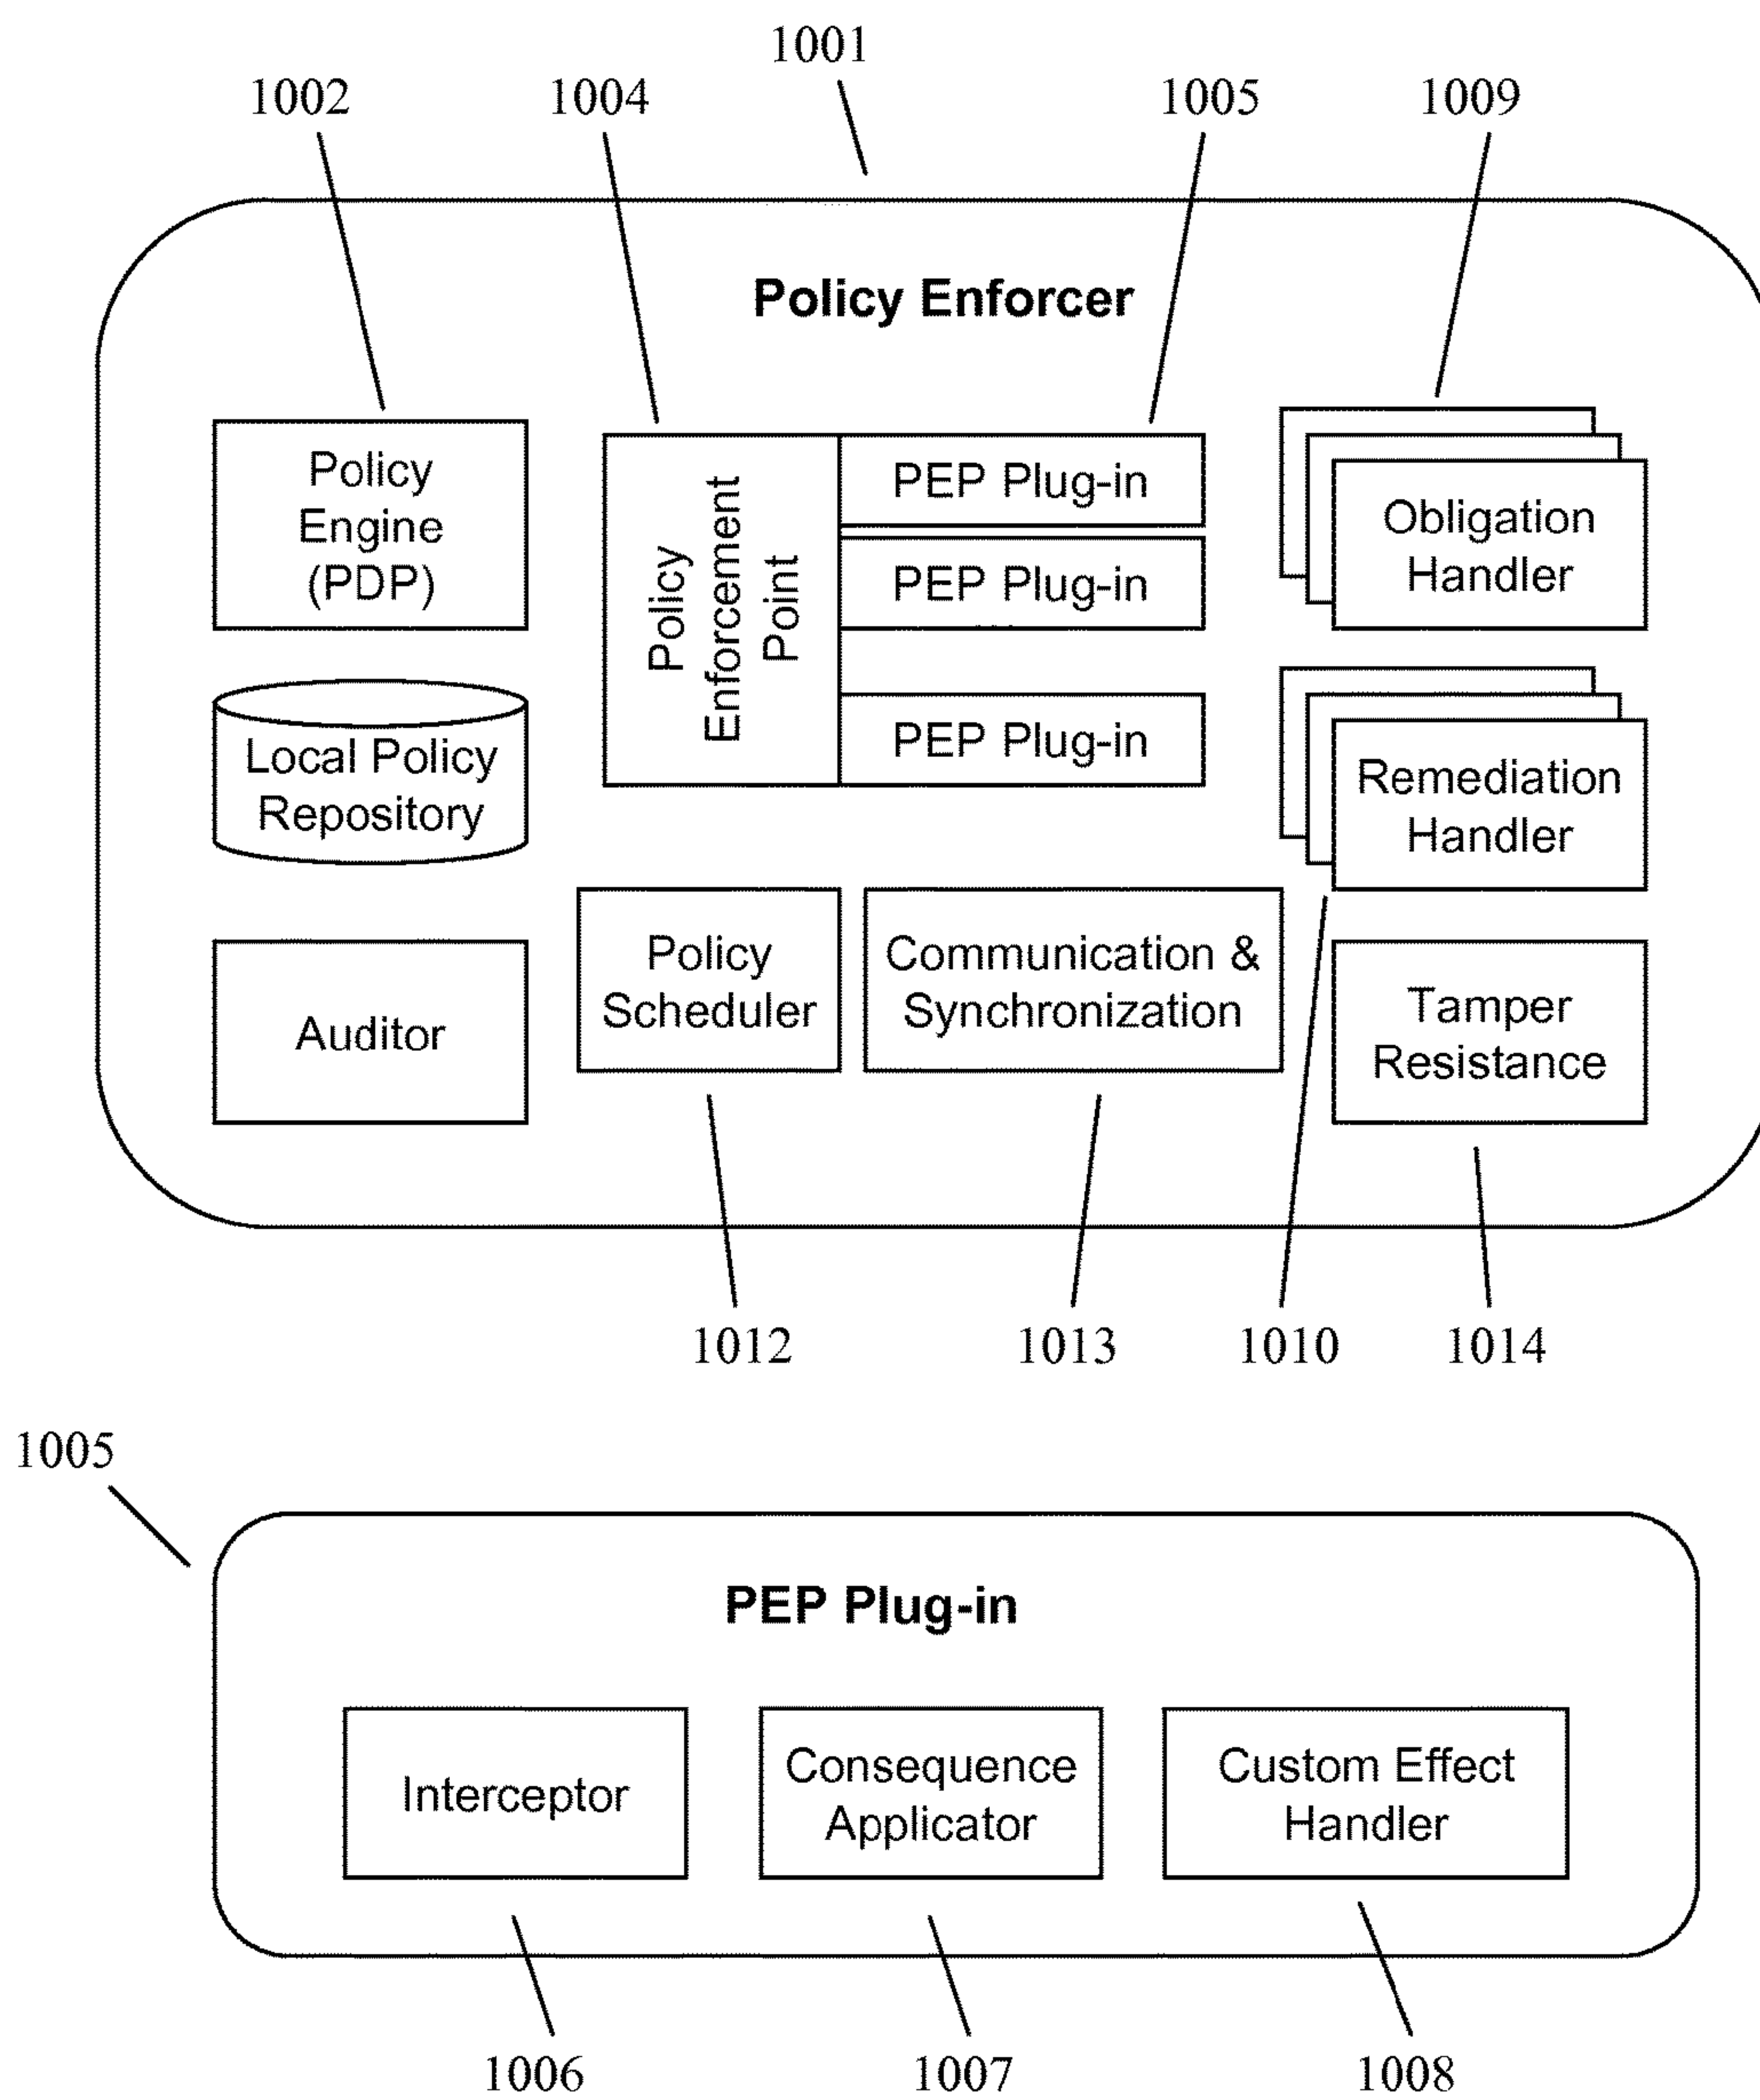 1001
1002
1004
1005
1009
Policy Enforcer
Policy
Engine
(PDP)
Policy
Enforcement
Point
PEP Plug-in
PEP Plug-in
PEP Plug-in
Obligation
Handler
Local Policy
Repository
Remediation
Handler
Auditor
Policy
Scheduler
Communication &
Synchronization
Tamper
Resistance
1012
1013
1010
1014
1005
PEP Plug-in
Interceptor
Consequence
Applicator
Custom Effect
Handler
1006
1007
1008